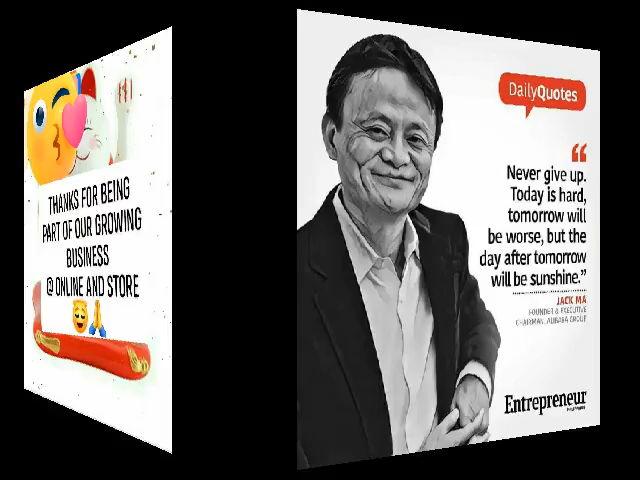 THANKS FOR BEING
PART OF OUR GROWING
BUSINESS
@ ONLINE AND STORE
DailyQuotes
“
Never give up.
Today is hard,
tomorrow will
be worse, but the
day after tomorrow
will be sunshine.”
JACK MA
FOUNDER & EXECUTIVE
CHAIRMAN, ALIBABA GROUP
Entrepreneur
PHILIPPINES